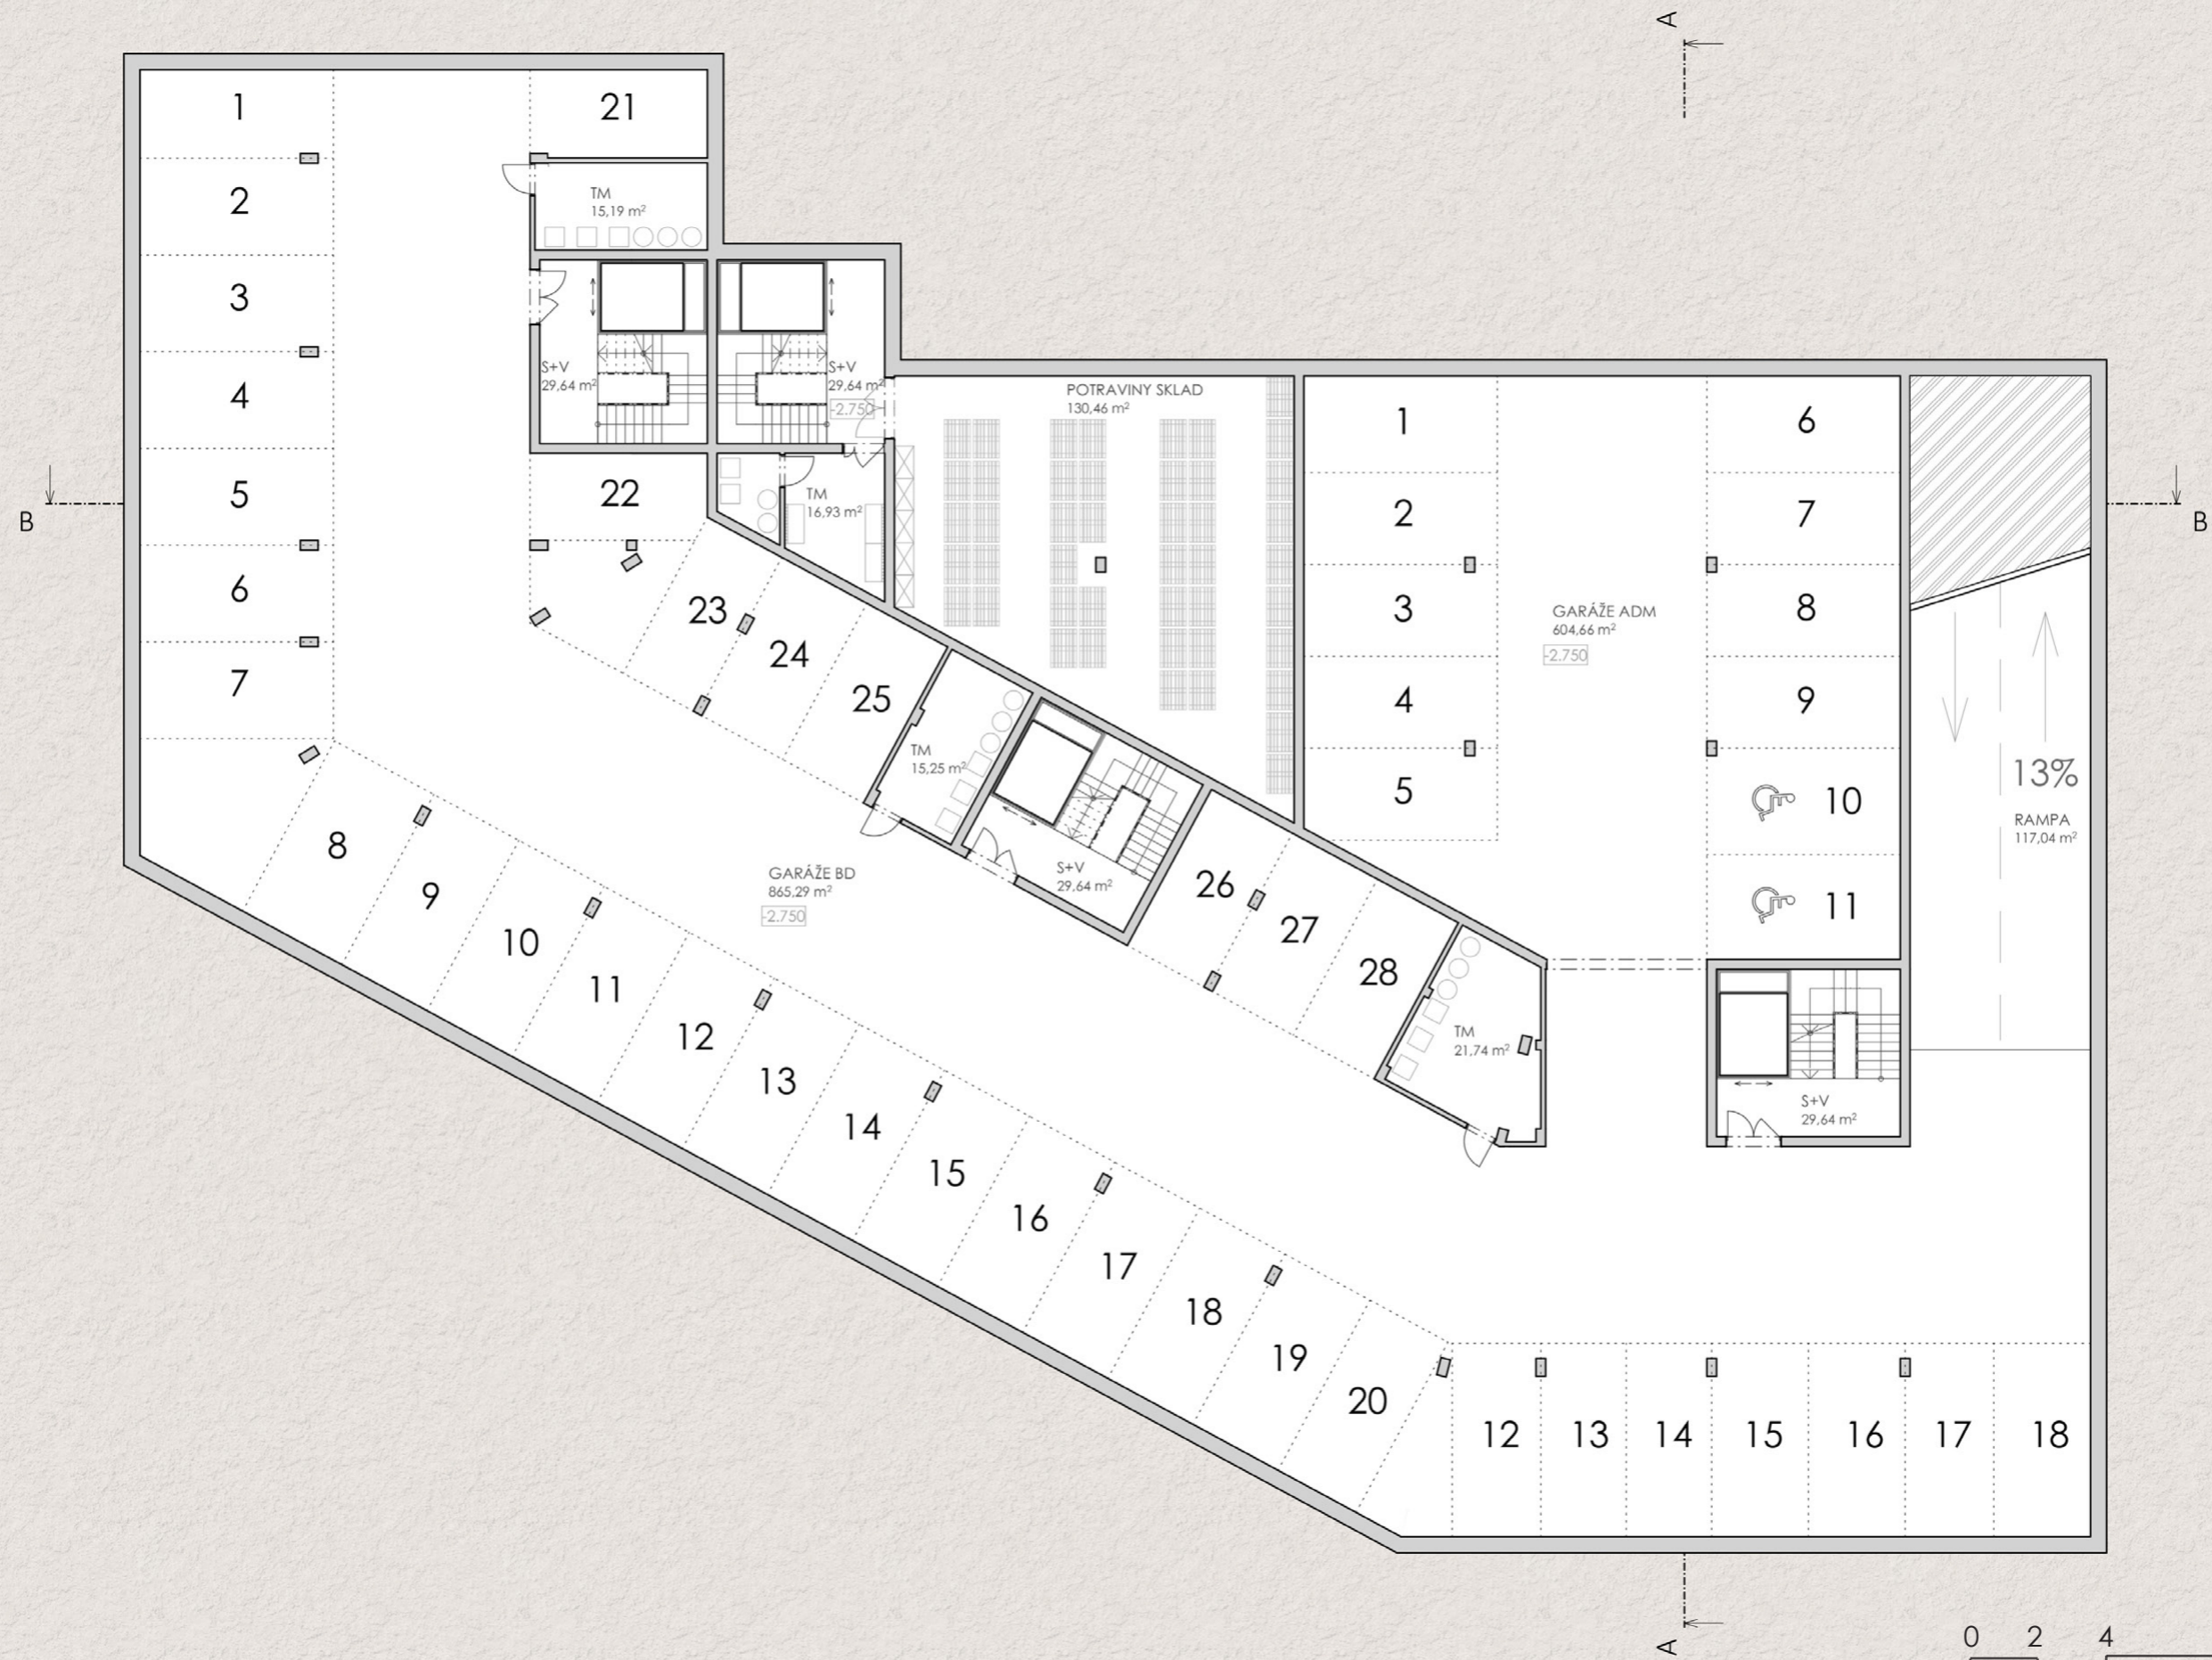 A
1
21
2
TM
15,19 m²
3
S+V
29,64 m²
S+V
29,64 m²
-2.750
POTRAVINY SKLAD
130,46 m²
4
1
6
5
22
TM
16,93 m²
2
7
B
B
6
23
24
25
3
GARÁŽE ADM
604,66 m²
-2.750
8
7
4
9
TM
15,25 m²
13%
RAMPA
117,04 m²
5
10
8
9
GARÁŽE BD
865,29 m²
-2.750
S+V
29,64 m²
26
27
28
11
10
11
12
13
TM
21,74 m²
S+V
29,64 m²
14
15
16
17
18
19
20
12
13
14
15
16
17
18
A
0
2
4